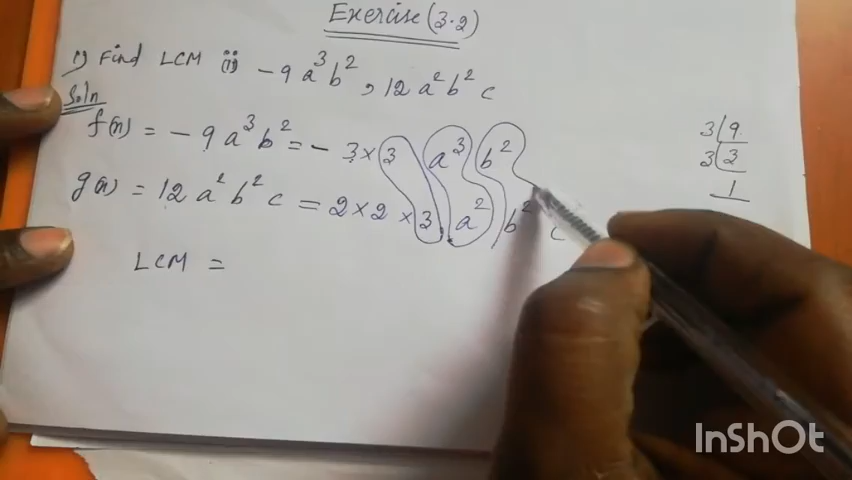 Exercise (3.2)
1) Find LCM (ii) -9a³b², 12a²b²c
Soln
f(x) = -9a³b² = -3×3 a³ b²
g(x) = 12a²b²c = 2×2×3 a² b² c
LCM =
3 9
3 3
1
InShOt